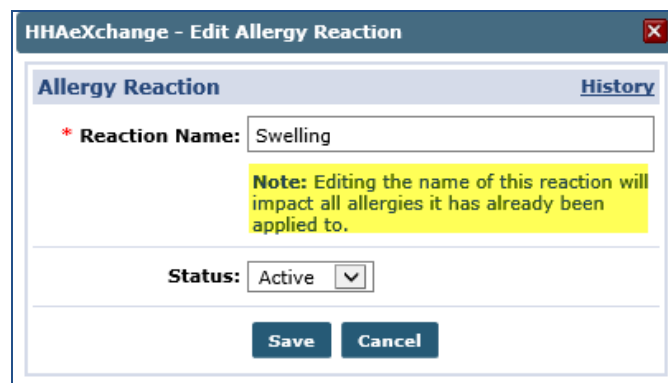 HHAeXchange - Edit Allergy Reaction
Allergy Reaction History
* Reaction Name: Swelling
Note: Editing the name of this reaction will
impact all allergies it has already been
applied to.
Status: Active
Save Cancel